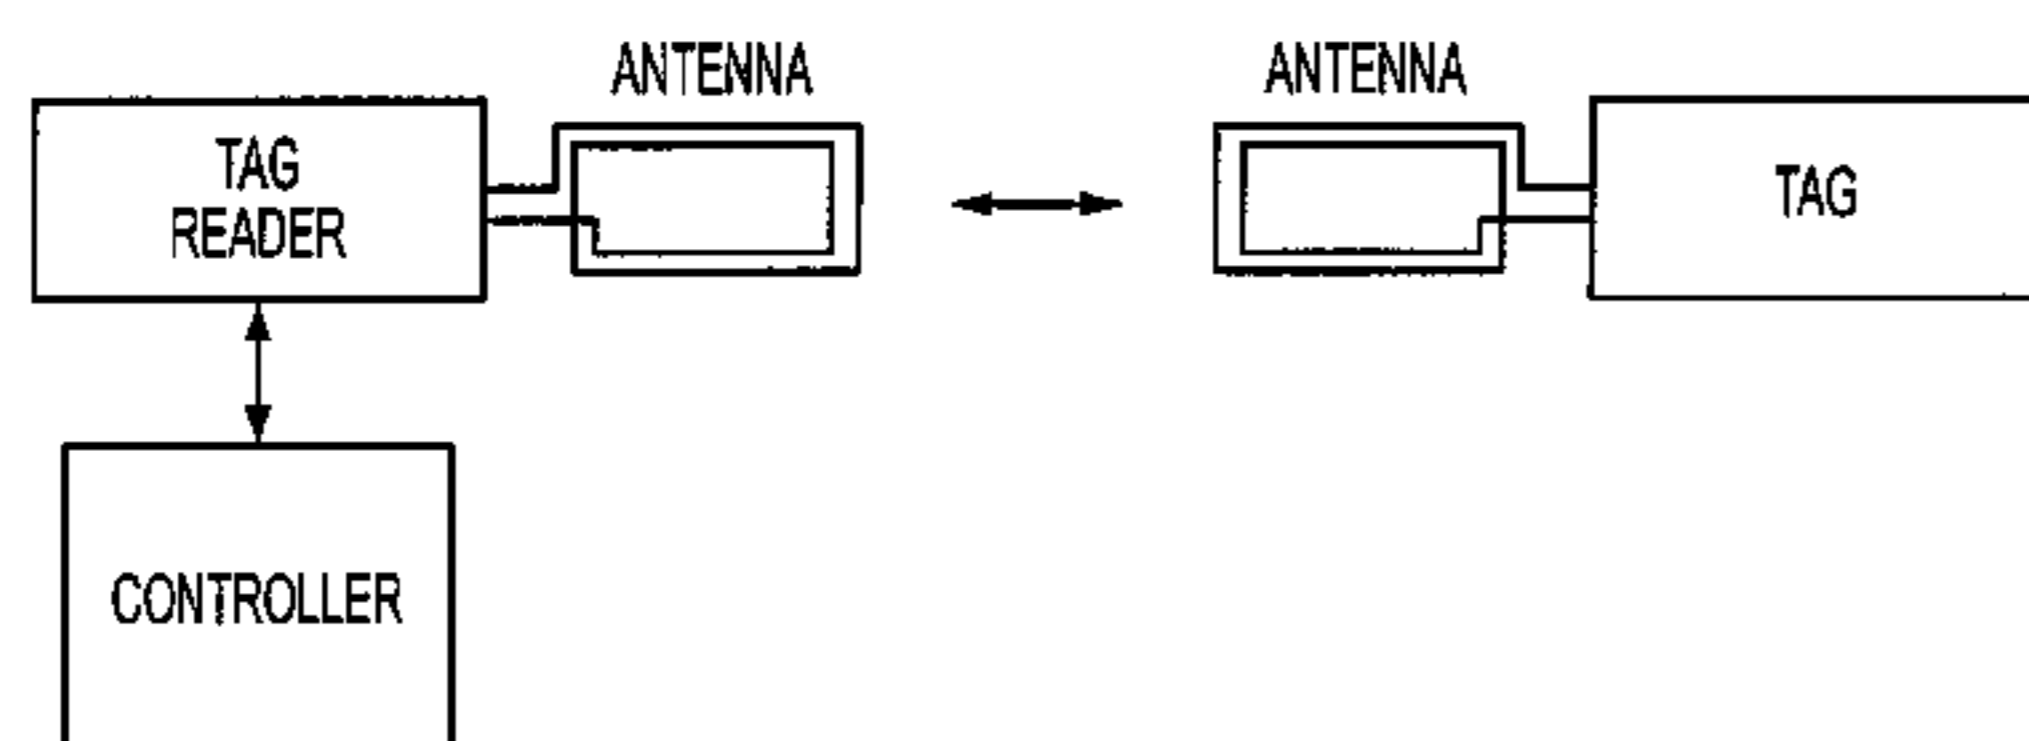 ANTENNA
ANTENNA
TAG
READER
TAG
CONTROLLER